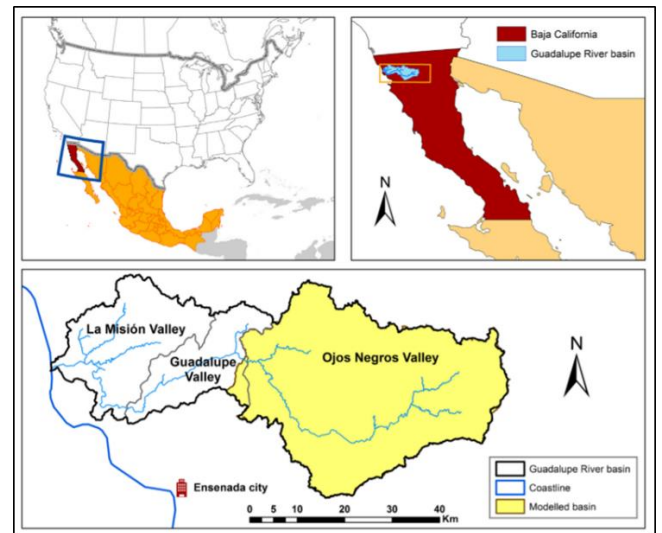 Baja California
Guadalupe River basin
N
La Misión Valley
Guadalupe
Valley
Ojos Negros Valley
N
Ensenada city
Guadalupe River basin
Coastline
Modelled basin
0 5 10 20 30 40
Km